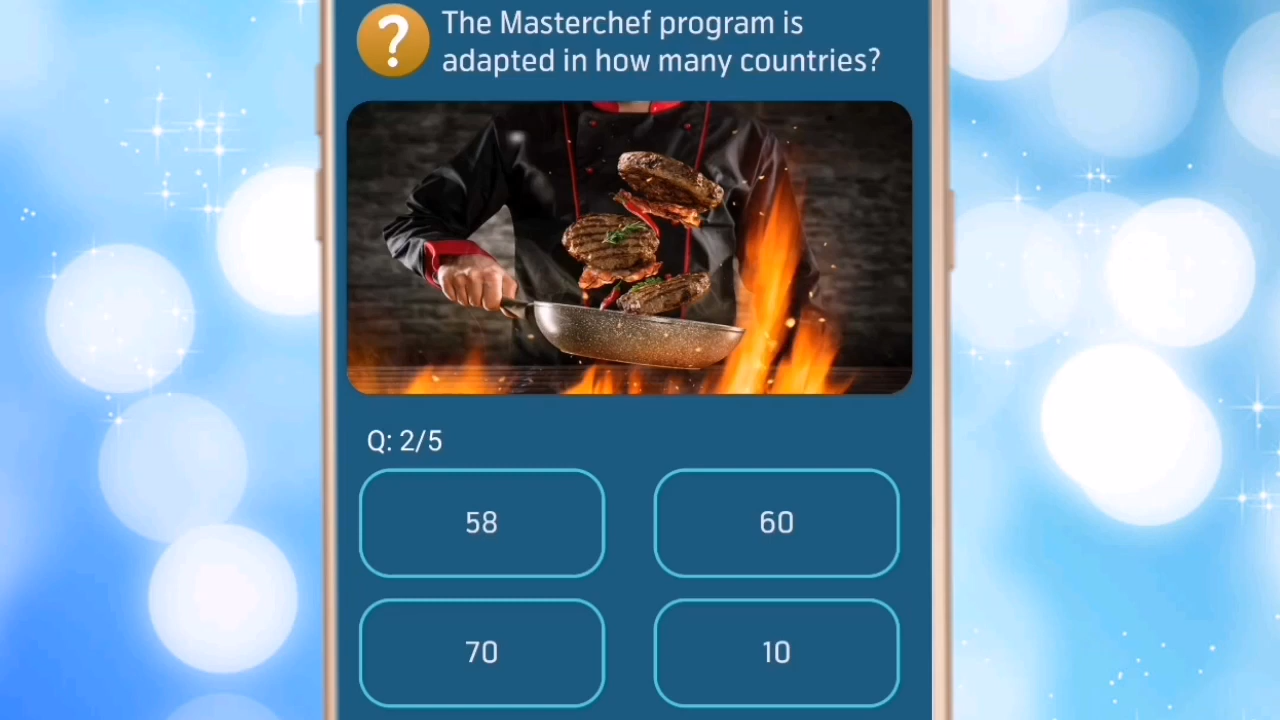 ?
The Masterchef program is
adapted in how many countries?
Q: 2/5
58
60
70
10